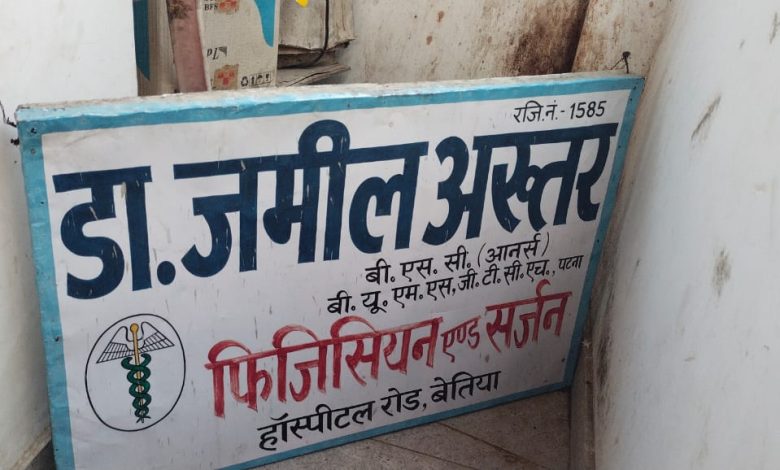 रजि.नं.- 1585
डा. जमील अख्तर
बी. एस. सी. (आनर्स)
बी. यू. एम. एस, जी. टी. सी. एच., पटना
फिजिसियन एण्ड सर्जन
हॉस्पीटल रोड, बेतिया